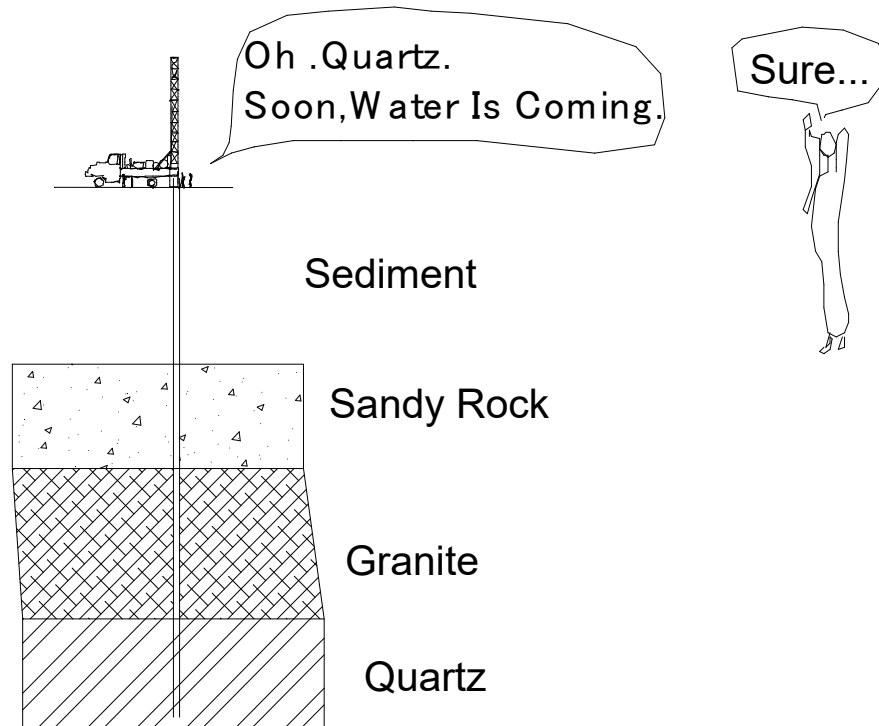 Oh .Quartz.
Soon,Water Is Coming.
Sure...
Sediment
Sandy Rock
Granite
Quartz